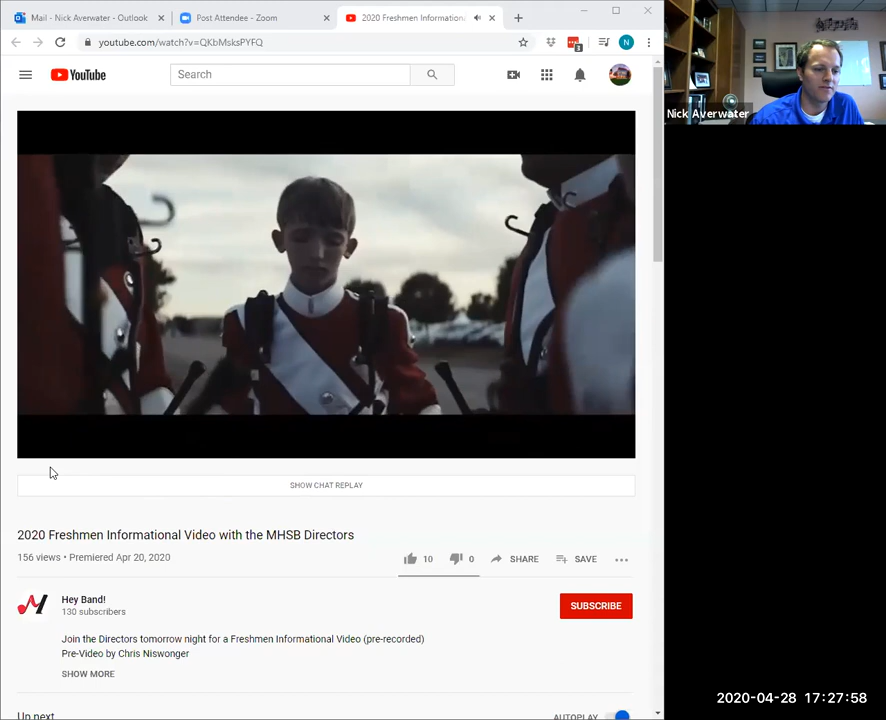 Mail - Nick Averwater - Outlook
Post Attendee - Zoom
2020 Freshmen Informationa
youtube.com/watch?v=QKbMsksPYFQ
3
N
YouTube
Search
Nick Averwater
SHOW CHAT REPLAY
2020 Freshmen Informational Video with the MHSB Directors
156 views • Premiered Apr 20, 2020
10
0
SHARE
SAVE
Hey Band!
130 subscribers
SUBSCRIBE
Join the Directors tomorrow night for a Freshmen Informational Video (pre-recorded)
Pre-Video by Chris Niswonger
SHOW MORE
2020-04-28 17:27:58
Up next
AUTOPLAY